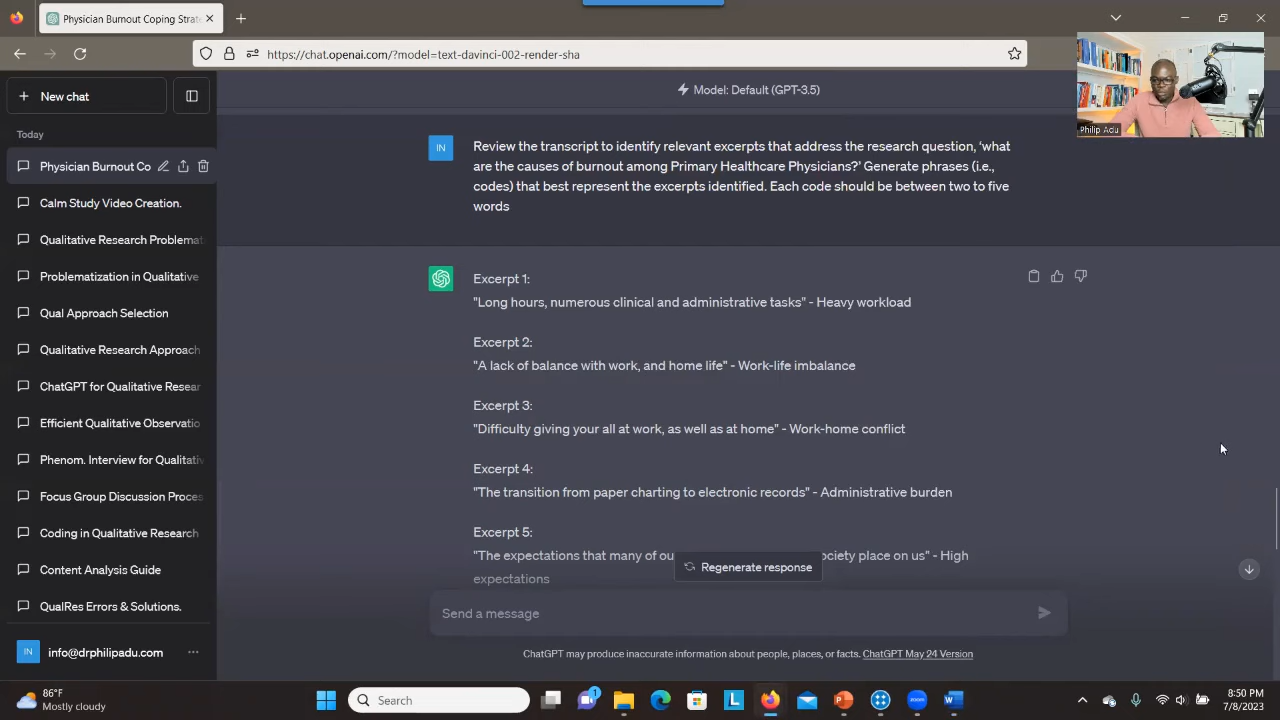 Physician Burnout Coping Strat
https://chat.openai.com/?model=text-davinci-002-render-sha
New chat
Model: Default (GPT-3.5)
Philip Adu
Today
Physician Burnout Co
Calm Study Video Creation.
Qualitative Research Problemat
Problematization in Qualitative
Qual Approach Selection
Qualitative Research Approach
ChatGPT for Qualitative Resear
Efficient Qualitative Observatio
Phenom. Interview for Qualitativ
Focus Group Discussion Proces
Coding in Qualitative Research
Content Analysis Guide
QualRes Errors & Solutions.
IN
info@drphilipadu.com
IN
Review the transcript to identify relevant excerpts that address the research question, ‘what
are the causes of burnout among Primary Healthcare Physicians?’ Generate phrases (i.e.,
codes) that best represent the excerpts identified. Each code should be between two to five
words
Excerpt 1:
"Long hours, numerous clinical and administrative tasks" - Heavy workload
Excerpt 2:
"A lack of balance with work, and home life" - Work-life imbalance
Excerpt 3:
"Difficulty giving your all at work, as well as at home" - Work-home conflict
Excerpt 4:
"The transition from paper charting to electronic records" - Administrative burden
Excerpt 5:
"The expectations that many of ou ociety place on us" - High
expectations
Regenerate response
Send a message
ChatGPT may produce inaccurate information about people, places, or facts. ChatGPT May 24 Version
86°F
Mostly cloudy
Search
1
L
zoom
W
8:50 PM
7/8/2023